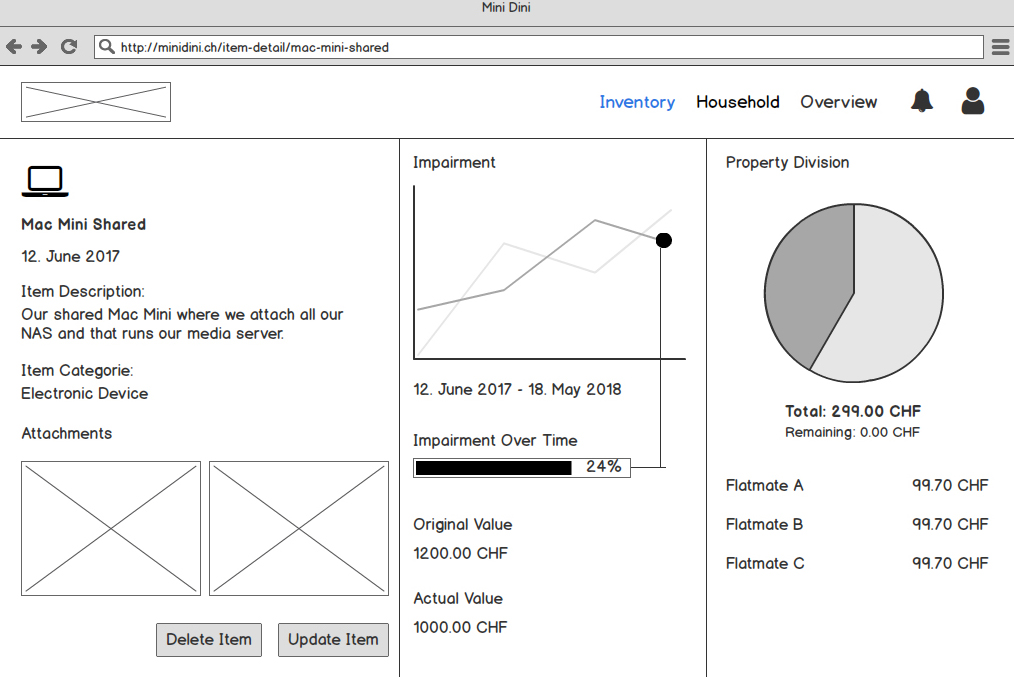 Mini Dini
http://minidini.ch/item-detail/mac-mini-shared
Inventory Household Overview
Mac Mini Shared
12. June 2017
Item Description:
Our shared Mac Mini where we attach all our
NAS and that runs our media server.
Item Categorie:
Electronic Device
Attachments
Delete Item Update Item
Impairment
12. June 2017 - 18. May 2018
Impairment Over Time
24%
Original Value
1200.00 CHF
Actual Value
1000.00 CHF
Property Division
Total: 299.00 CHF
Remaining: 0.00 CHF
Flatmate A 99.70 CHF
Flatmate B 99.70 CHF
Flatmate C 99.70 CHF